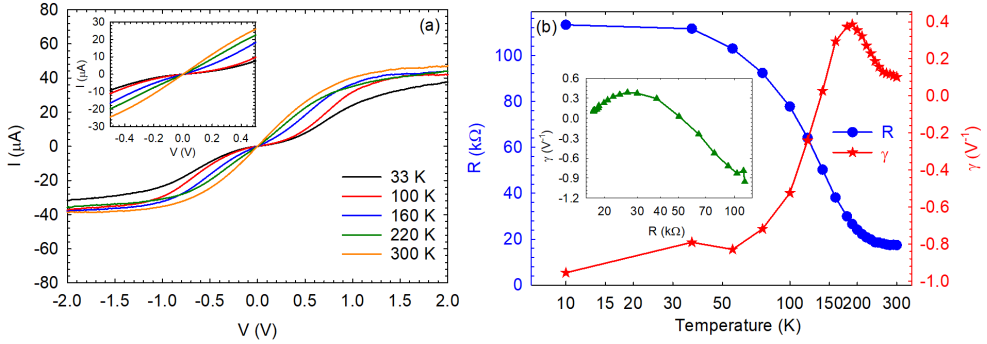 (a)
80
60
40
20
0
-20
-40
-60
-80
I (μA)
-2.0 -1.5 -1.0 -0.5 0.0 0.5 1.0 1.5 2.0
V (V)
30
20
10
0
-10
-20
-30
I (μA)
-0.4 -0.2 0.0 0.2 0.4
V (V)
33 K
100 K
160 K
220 K
300 K
(b)
100
80
60
40
20
0
R (kΩ)
10 15 20 30 100 150 200 300
Temperature (K)
0.4
0.2
0.0
-0.2
-0.4
-0.6
-0.8
-1.0
γ (V⁻¹)
R
γ
0.6
0.3
0.0
-0.3
-0.6
-0.9
-1.2
γ (V⁻¹)
20 30 40 50 70 100
R (kΩ)